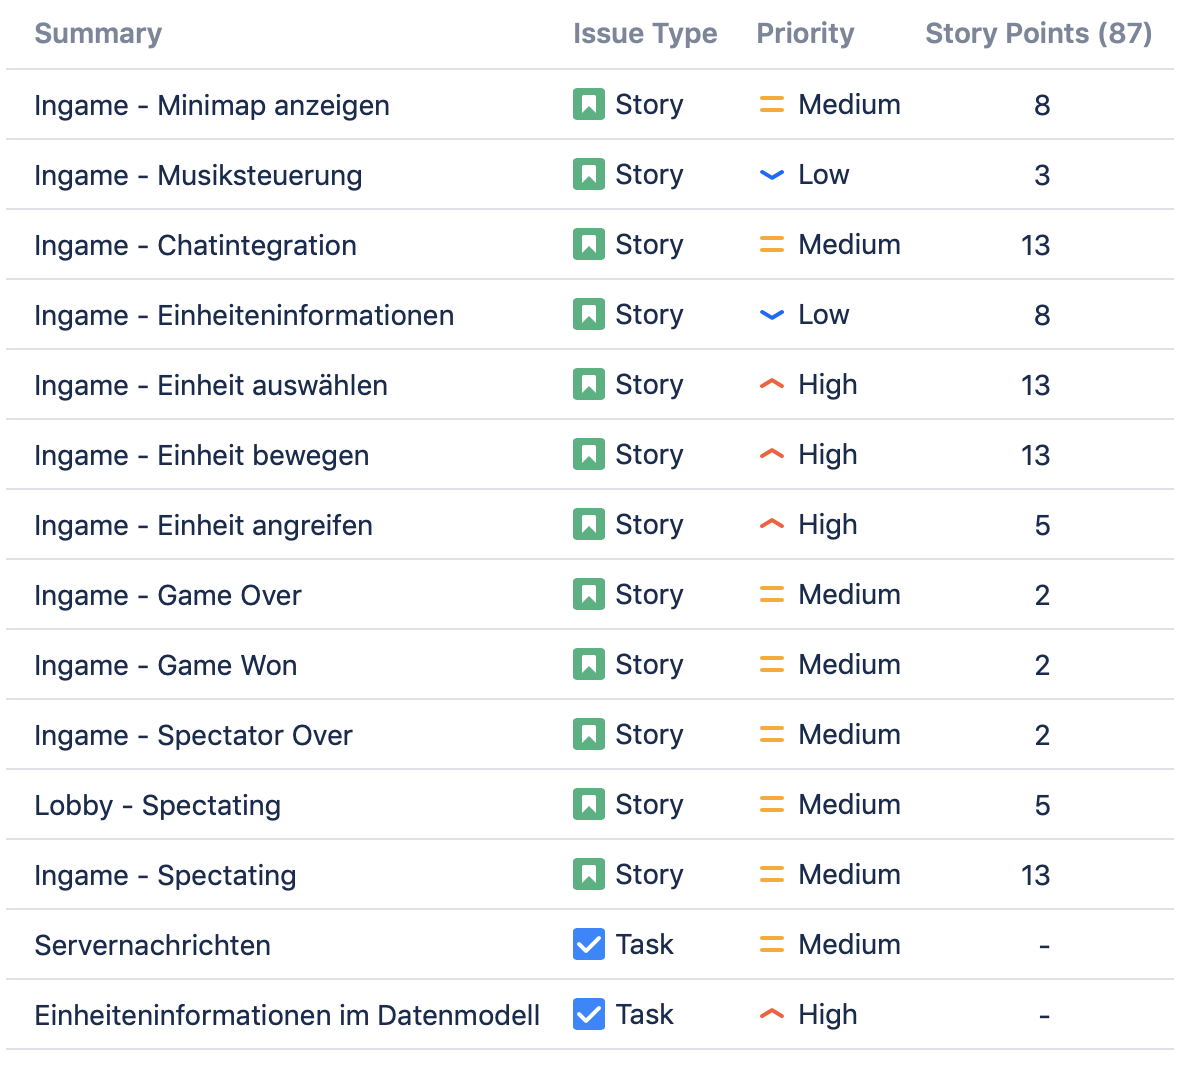 Summary Issue Type Priority Story Points (87)
Ingame - Minimap anzeigen Story Medium 8
Ingame - Musiksteuerung Story Low 3
Ingame - Chatintegration Story Medium 13
Ingame - Einheiteninformationen Story Low 8
Ingame - Einheit auswählen Story High 13
Ingame - Einheit bewegen Story High 13
Ingame - Einheit angreifen Story High 5
Ingame - Game Over Story Medium 2
Ingame - Game Won Story Medium 2
Ingame - Spectator Over Story Medium 2
Lobby - Spectating Story Medium 5
Ingame - Spectating Story Medium 13
Servernachrichten Task Medium -
Einheiteninformationen im Datenmodell Task High -